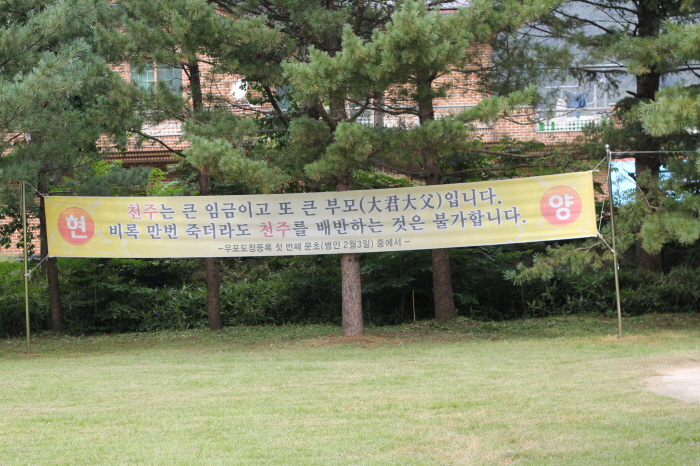 현
천주는 큰 임금이고 또 큰 부모(大君大父)입니다.
비록 만번 죽더라도 천주를 배반하는 것은 불가합니다.
-우포도청등록 첫 번째 문초(병인 2월3일) 중에서-
양